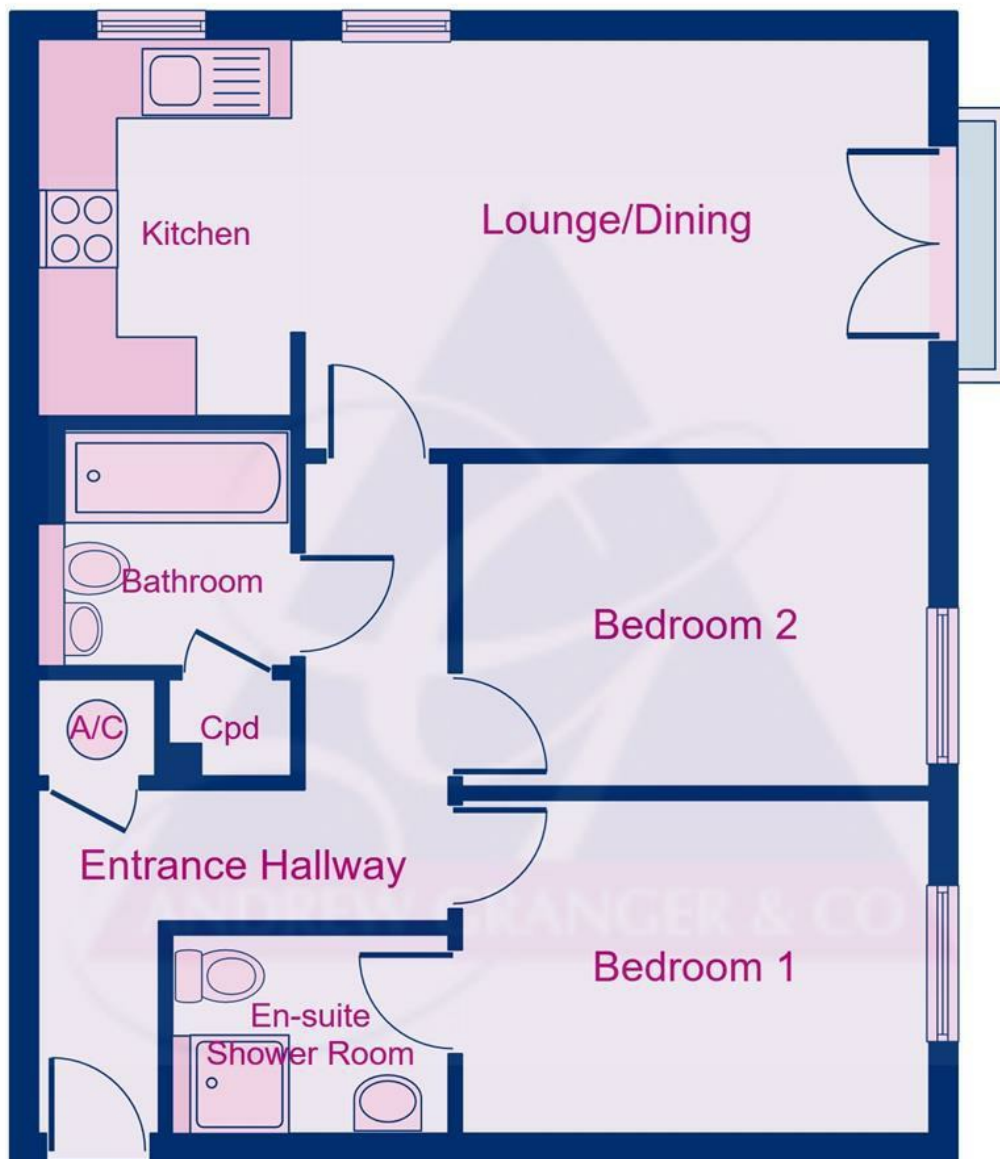 Kitchen
Lounge/Dining
Bathroom
Bedroom 2
A/C
Cpd
Entrance Hallway
ANDREW GRANGER & CO
Bedroom 1
En-suite
Shower Room